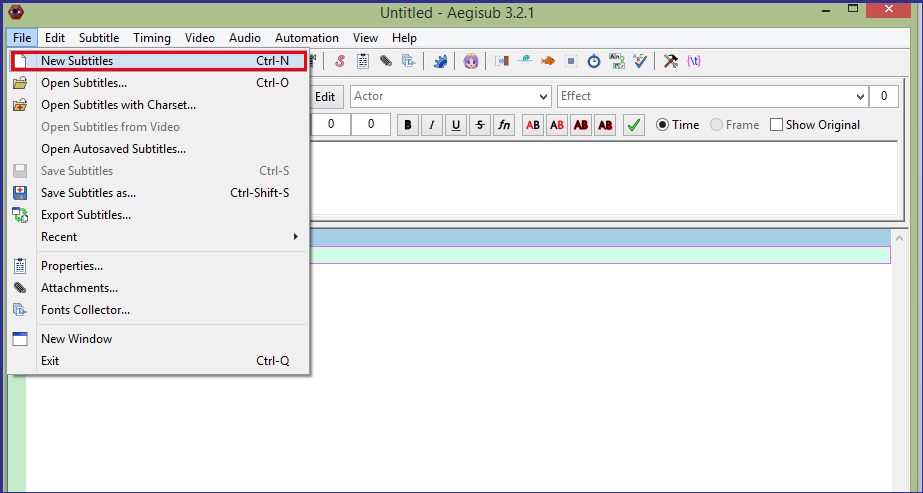 Untitled - Aegisub 3.2.1
File Edit Subtitle Timing Video Audio Automation View Help
New Subtitles Ctrl-N
Open Subtitles... Ctrl-O
Edit Actor Effect 0
Open Subtitles with Charset...
Open Subtitles from Video
0 0 B I U S fn AB AB AB AB Time Frame Show Original
Open Autosaved Subtitles...
Save Subtitles Ctrl-S
Save Subtitles as... Ctrl-Shift-S
Export Subtitles...
Recent
Properties...
Attachments...
Fonts Collector...
New Window
Exit Ctrl-Q